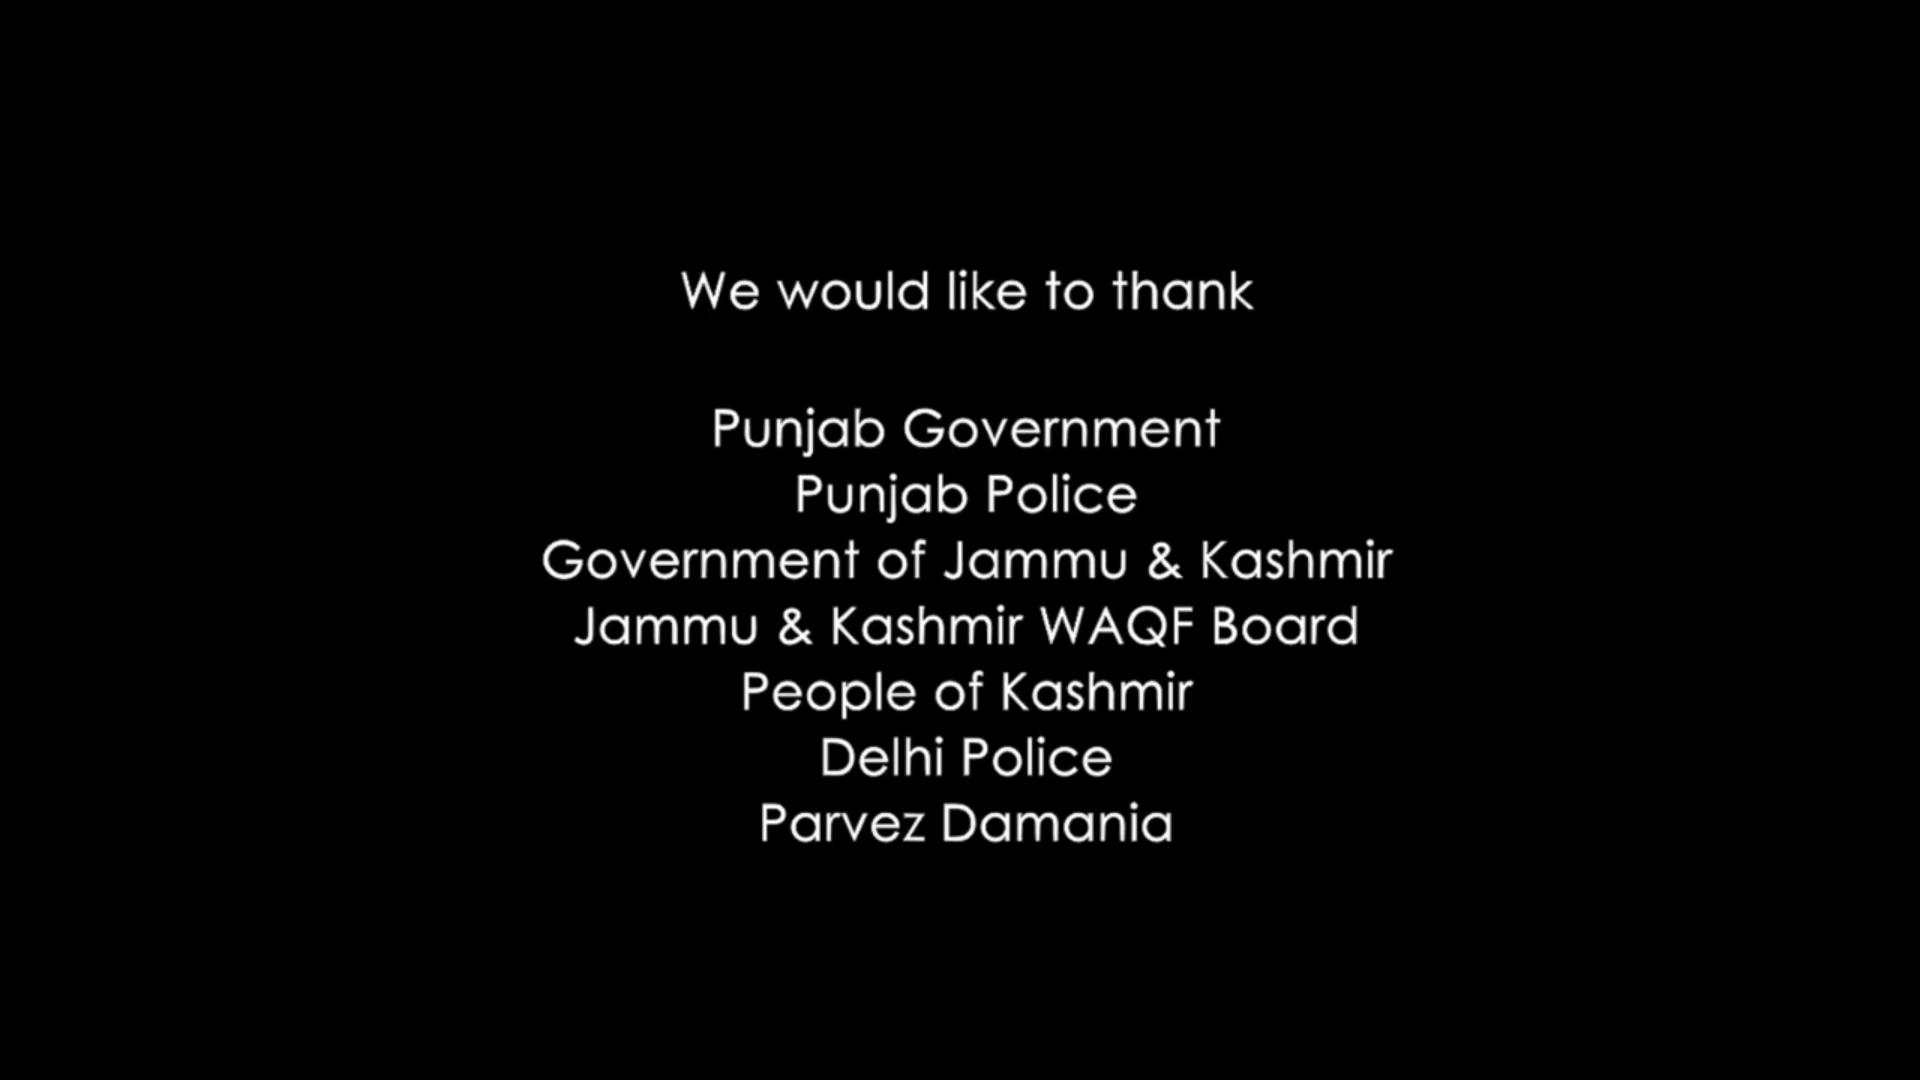 We would like to thank
Punjab Government
Punjab Police
Government of Jammu & Kashmir
Jammu & Kashmir WAQF Board
People of Kashmir
Delhi Police
Parvez Damania